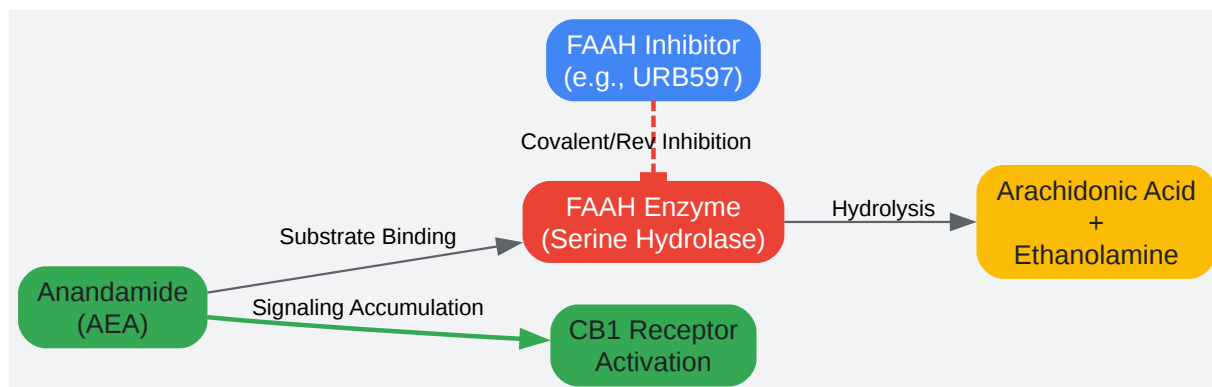 FAAH Inhibitor
(e.g., URB597)
Covalent/Rev Inhibition
FAAH Enzyme
(Serine Hydrolase)
Hydrolysis
Arachidonic Acid
+
Ethanolamine
Substrate Binding
Anandamide
(AEA)
Signaling Accumulation
CB1 Receptor
Activation